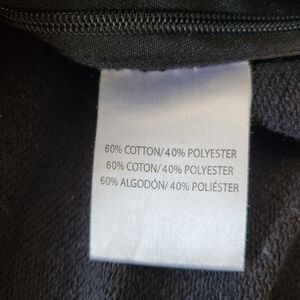 60% COTTON/40% POLYESTER
60% COTON/40% POLYESTER
60% ALGODÓN/40% POLIÉSTER